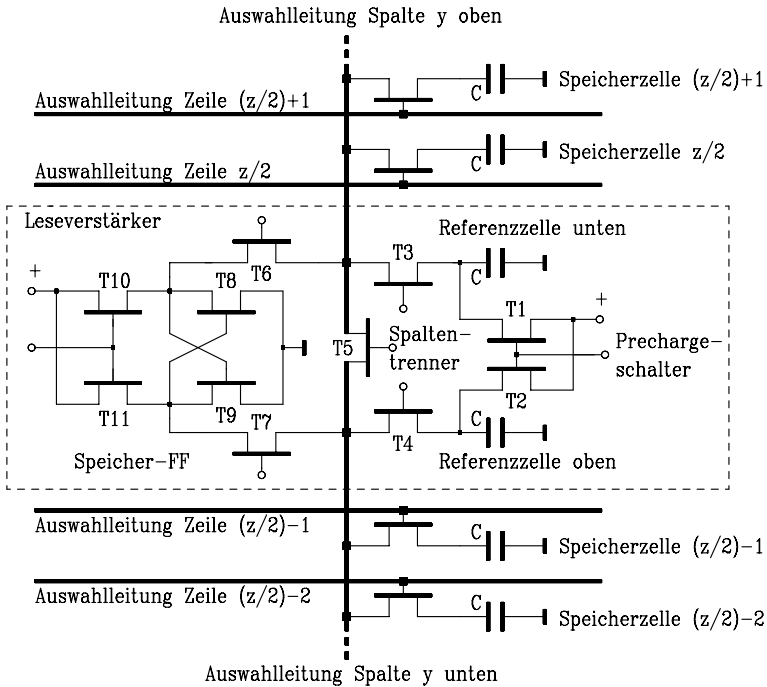 Auswahlleitung Spalte y oben
Speicherzelle (z/2)+1
C
Auswahlleitung Zeile (z/2)+1
Speicherzelle z/2
C
Auswahlleitung Zeile z/2
Leseverstärker
Referenzzelle unten
T3
T6
C
+
T10
T8
T1
+
T5
Spalten-
trenner
Precharge-
schalter
T11
T9
T7
T2
T4
C
Speicher-FF
Referenzzelle oben
Auswahlleitung Zeile (z/2)-1
C
Speicherzelle (z/2)-1
Auswahlleitung Zeile (z/2)-2
C
Speicherzelle (z/2)-2
Auswahlleitung Spalte y unten